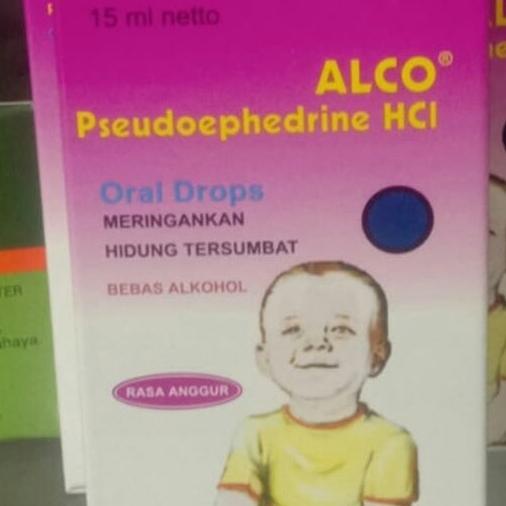 15 ml netto
ALCO®
Pseudoephedrine HCl
Oral Drops
MERINGANKAN
HIDUNG TERSUMBAT
BEBAS ALKOHOL
RASA ANGGUR